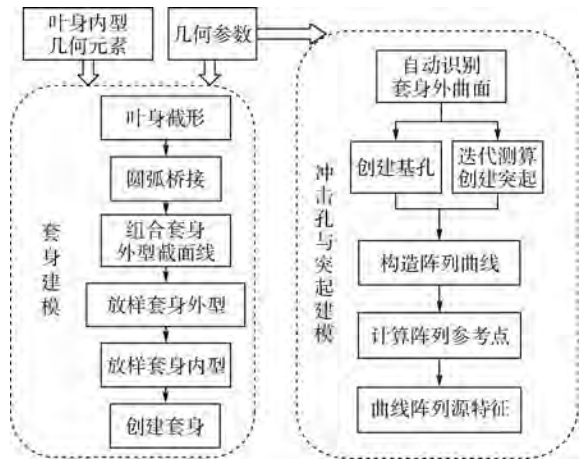 叶身内型
几何元素
几何参数
套身建模
叶身截形
圆弧桥接
组合套身
外型截面线
放样套身外型
放样套身内型
创建套身
冲击孔与突起建模
自动识别
套身外曲面
创建基孔
迭代测算
创建突起
构造阵列曲线
计算阵列参考点
曲线阵列源特征